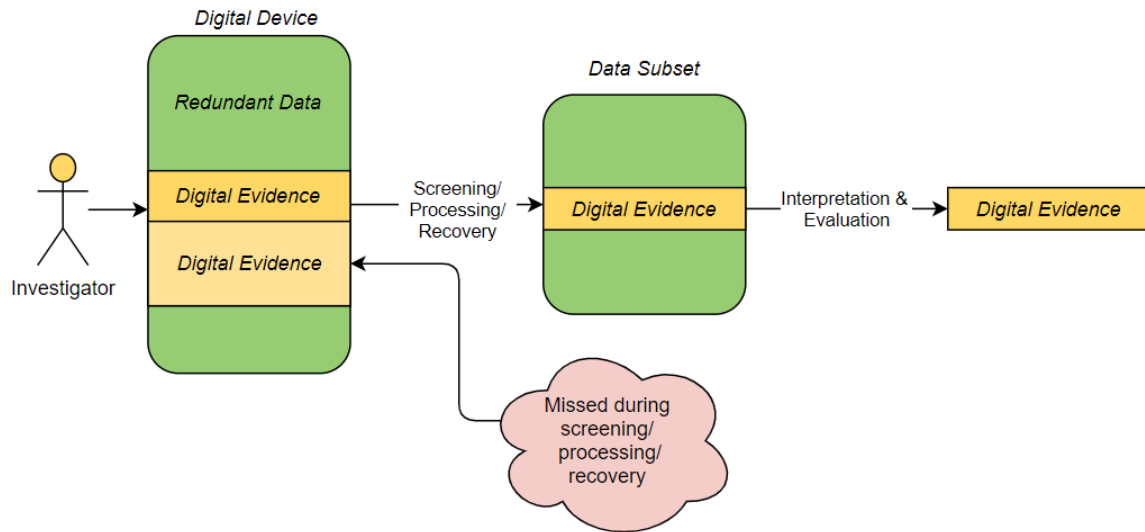 Digital Device
Redundant Data
Digital Evidence
Digital Evidence
Investigator
Screening/
Processing/
Recovery
Data Subset
Digital Evidence
Interpretation &
Evaluation
Digital Evidence
Missed during
screening/
processing/
recovery